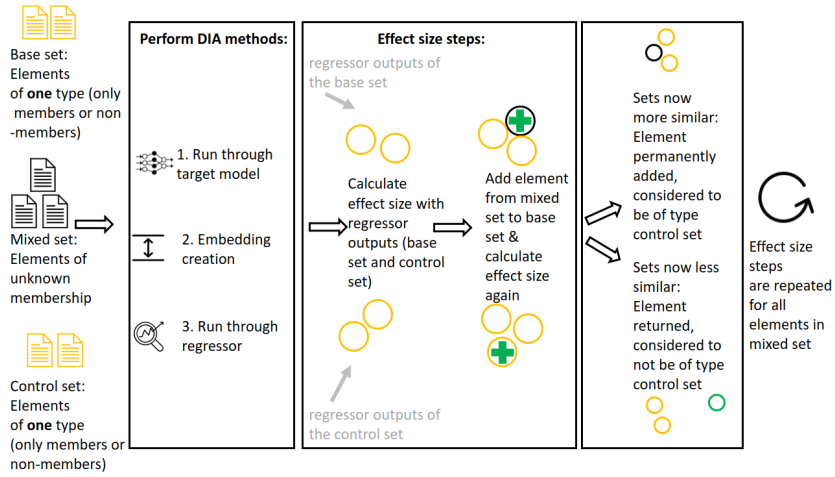 Base set:
Elements
of one type (only
members or non
-members)
Mixed set:
Elements of
unknown
membership
Control set:
Elements
of one type
(only members or
non-members)
Perform DIA methods:
1. Run through
target model
2. Embedding
creation
3. Run through
regressor
Effect size steps:
regressor outputs of
the base set
Calculate
effect size with
regressor
outputs (base
set and control
set)
regressor outputs of
the control set
Add element
from mixed
set to base
set &
calculate
effect size
again
Sets now
more similar:
Element
permanently
added,
considered to
be of type
control set
Sets now less
similar:
Element
returned,
considered to
not be of type
control set
Effect size
steps
are repeated
for all
elements in
mixed set